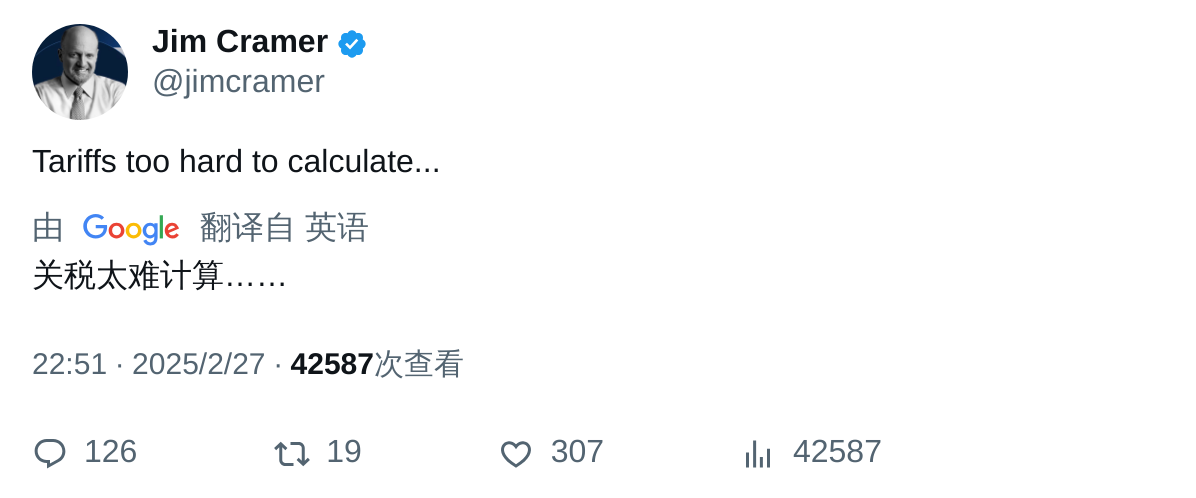 Jim Cramer
@jimcramer
Tariffs too hard to calculate...
由 Google 翻译自 英语
关税太难计算……
22:51 · 2025/2/27 · 42587次查看
126 19 307 42587